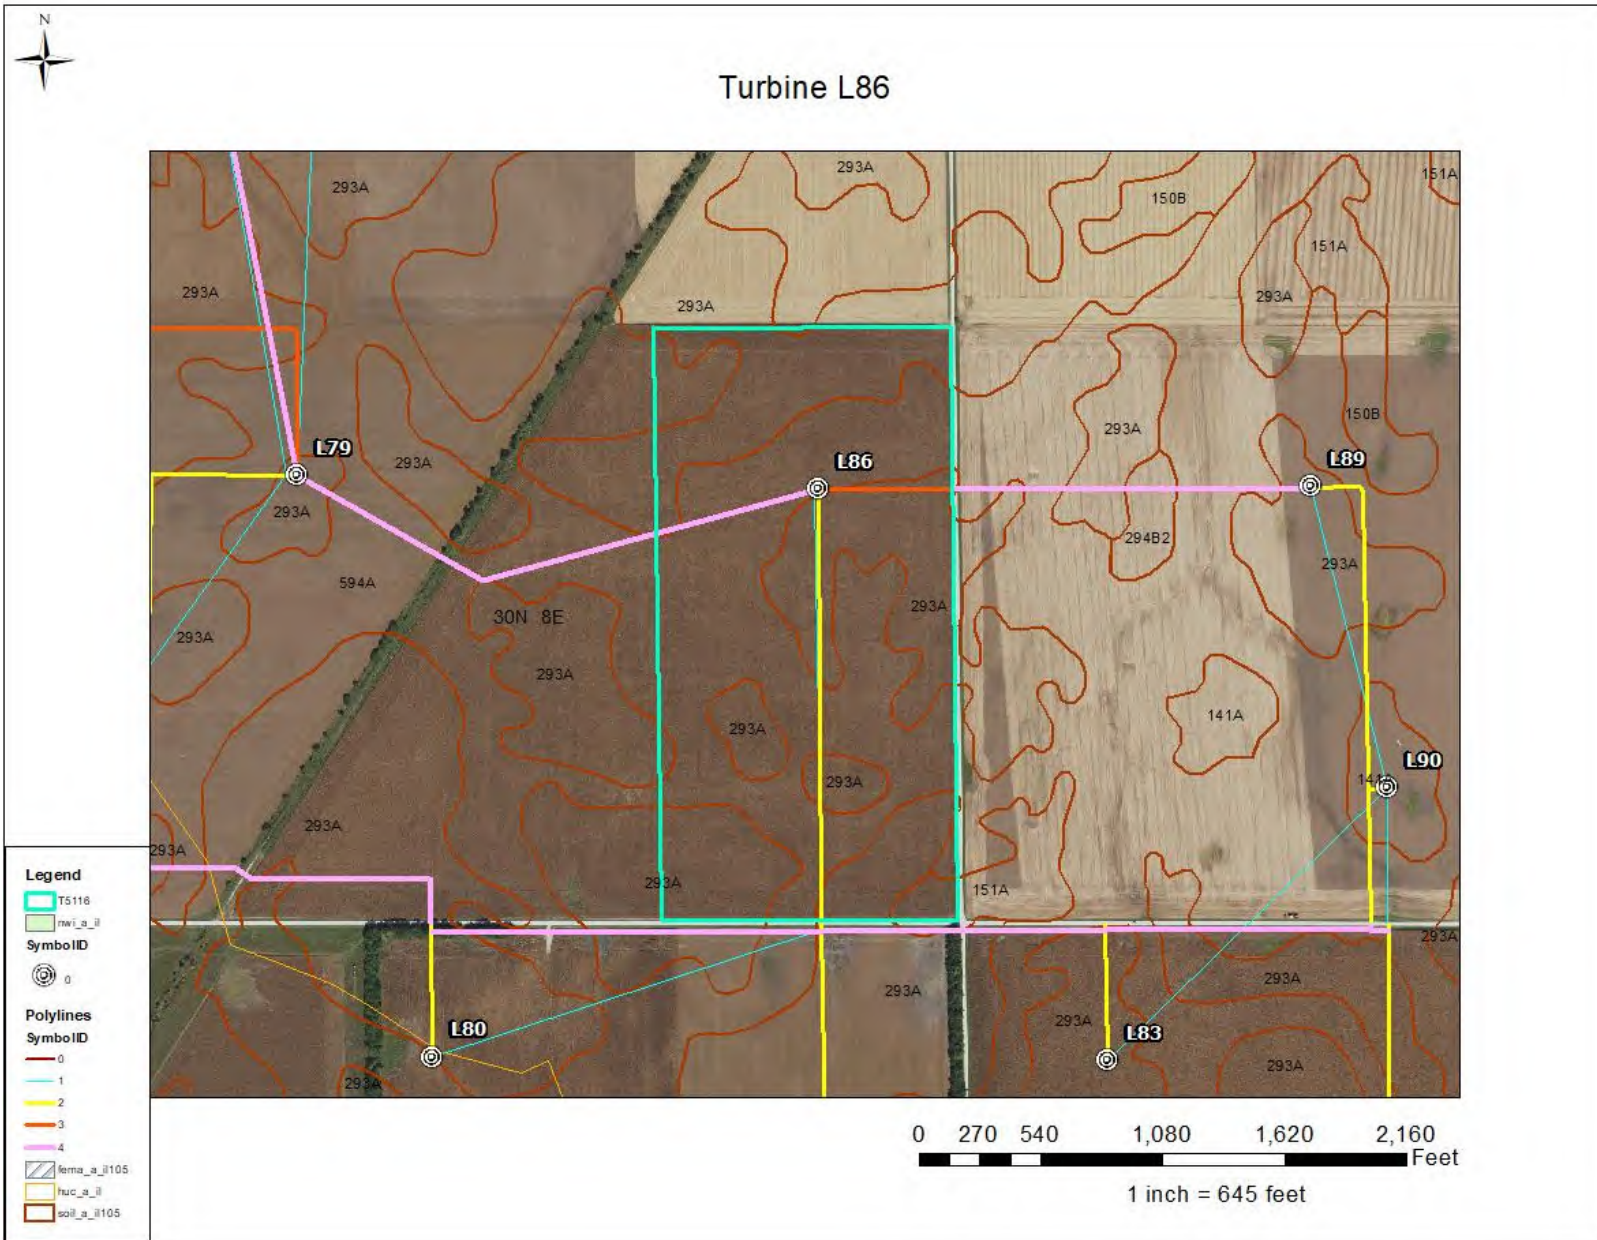 N
Turbine L86
293A
293A
150B
151A
151A
293A
293A
293A
150B
293A
L79
293A
L86
L89
293A
294B2
594A
293A
293A
293A
30N 8E
293A
293A
141A
293A
L90
141A
293A
293A
293A
293A
151A
293A
293A
293A
293A
L80
L83
293A
293A
Legend
T5116
nwi_a_il
SymbolID
0
Polylines
SymbolID
0
1
2
3
4
fema_a_il105
huc_a_il
soil_a_il105
0 270 540 1,080 1,620 2,160
Feet
1 inch = 645 feet